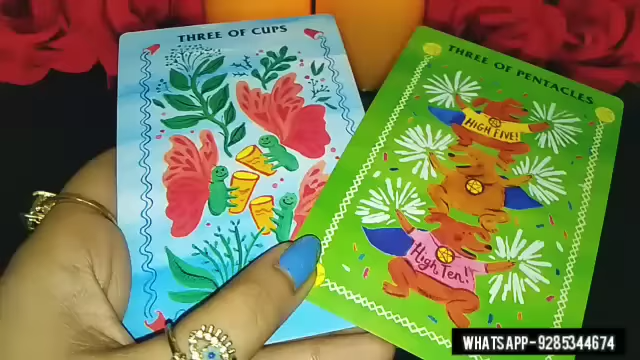 THREE OF CUPS
THREE OF PENTACLES
HIGH FIVE!
High Ten!
WHATSAPP-9285344674